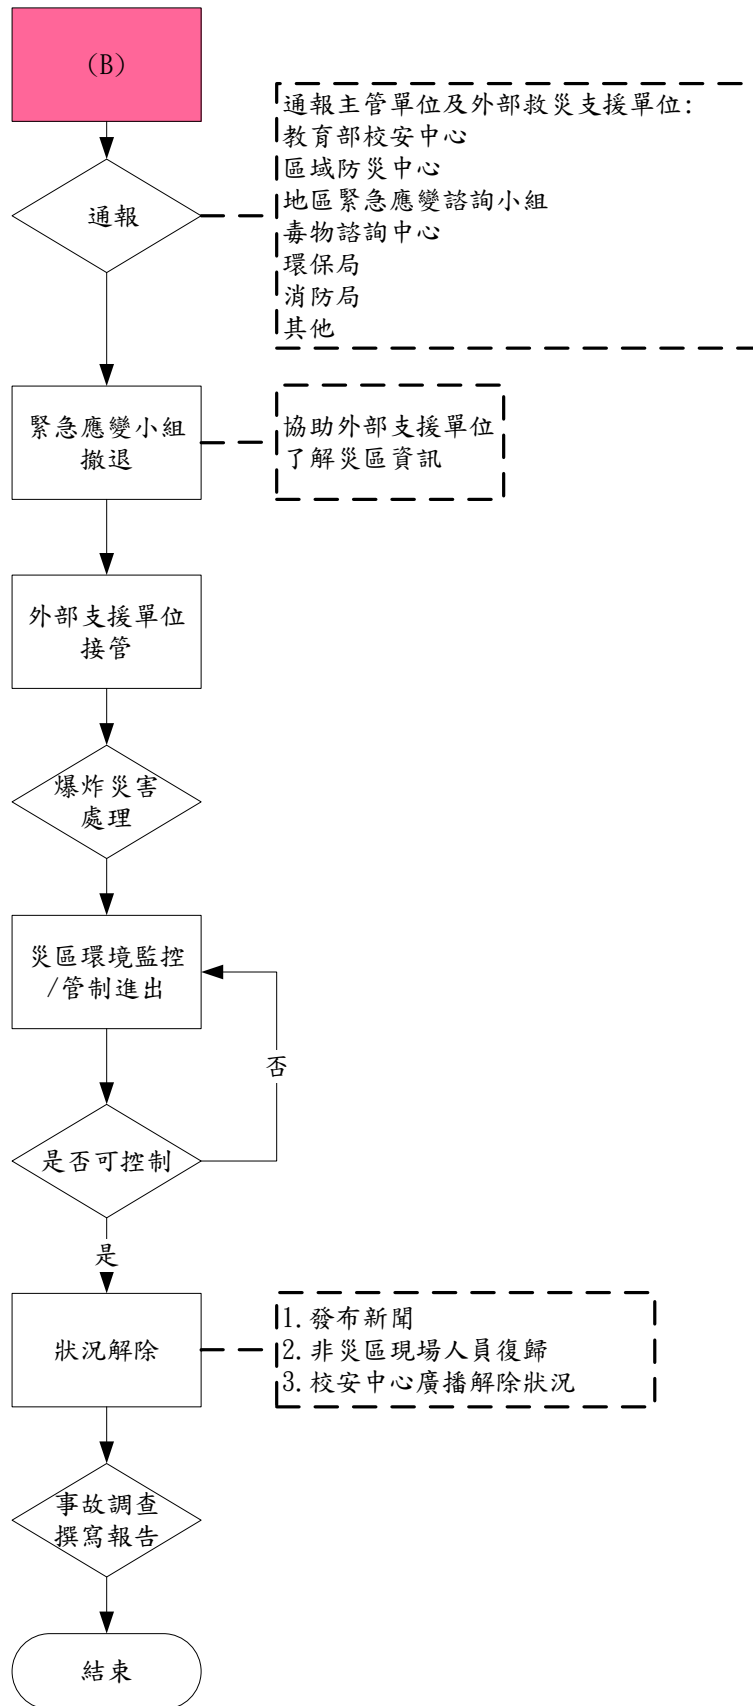 (B)
通報主管單位及外部救災支援單位:
教育部校安中心
區域防災中心
地區緊急應變諮詢小組
毒物諮詢中心
環保局
消防局
其他
通報
緊急應變小組
撤退
協助外部支援單位
了解災區資訊
外部支援單位
接管
爆炸災害
處理
災區環境監控
/管制進出
否
是否可控制
是
狀況解除
1.發布新聞
2.非災區現場人員復歸
3.校安中心廣播解除狀況
事故調查
撰寫報告
結束